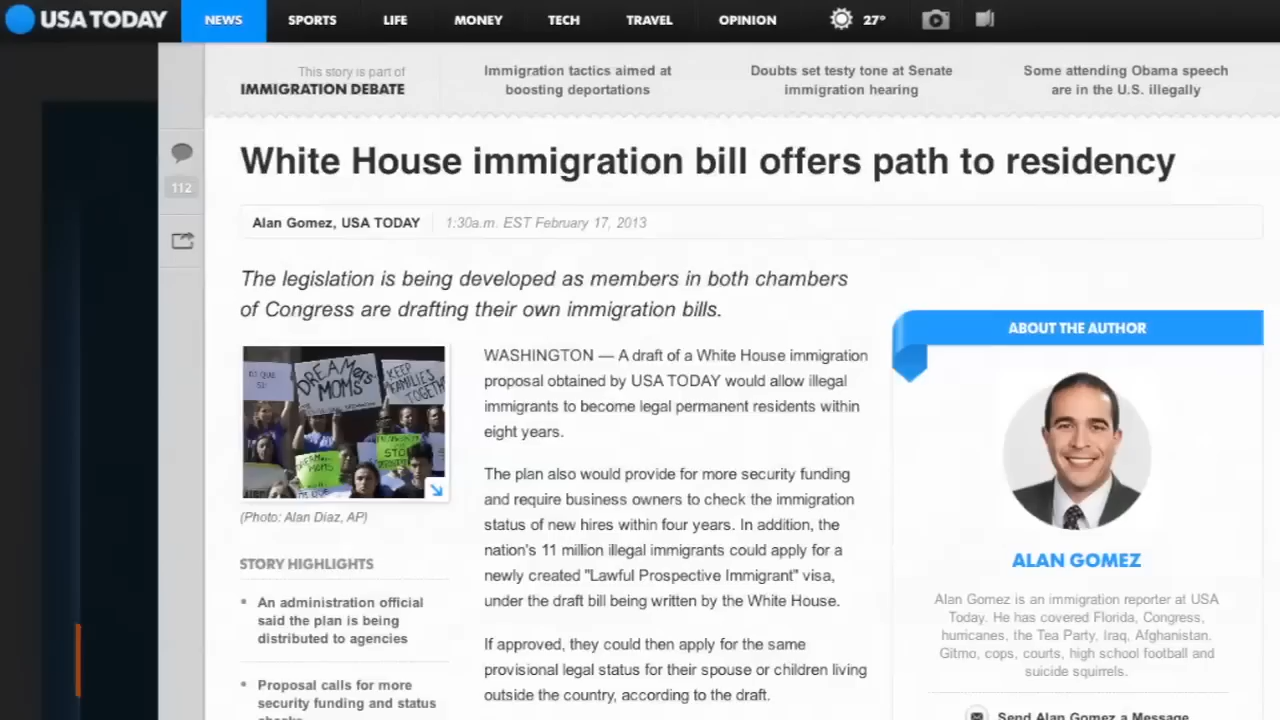 USA TODAY
NEWS SPORTS LIFE MONEY TECH TRAVEL OPINION 27°
This story is part of
IMMIGRATION DEBATE
Immigration tactics aimed at
boosting deportations
Doubts set testy tone at Senate
immigration hearing
Some attending Obama speech
are in the U.S. illegally
112
White House immigration bill offers path to residency
Alan Gomez, USA TODAY 1:30a.m. EST February 17, 2013
The legislation is being developed as members in both chambers
of Congress are drafting their own immigration bills.
DREAMers'
MOMS
KEEP
FAMILIES
TOGETHER
DREAMers'
MOMS
STOP
(Photo: Alan Diaz, AP)
STORY HIGHLIGHTS
An administration official
said the plan is being
distributed to agencies
Proposal calls for more
security funding and status
checks
WASHINGTON — A draft of a White House immigration
proposal obtained by USA TODAY would allow illegal
immigrants to become legal permanent residents within
eight years.
The plan also would provide for more security funding
and require business owners to check the immigration
status of new hires within four years. In addition, the
nation's 11 million illegal immigrants could apply for a
newly created "Lawful Prospective Immigrant" visa,
under the draft bill being written by the White House.
If approved, they could then apply for the same
provisional legal status for their spouse or children living
outside the country, according to the draft.
ABOUT THE AUTHOR
ALAN GOMEZ
Alan Gomez is an immigration reporter at USA
Today. He has covered Florida, Congress,
hurricanes, the Tea Party, Iraq, Afghanistan.
Gitmo, cops, courts, high school football and
suicide squirrels.
Send Alan Gomez a Message